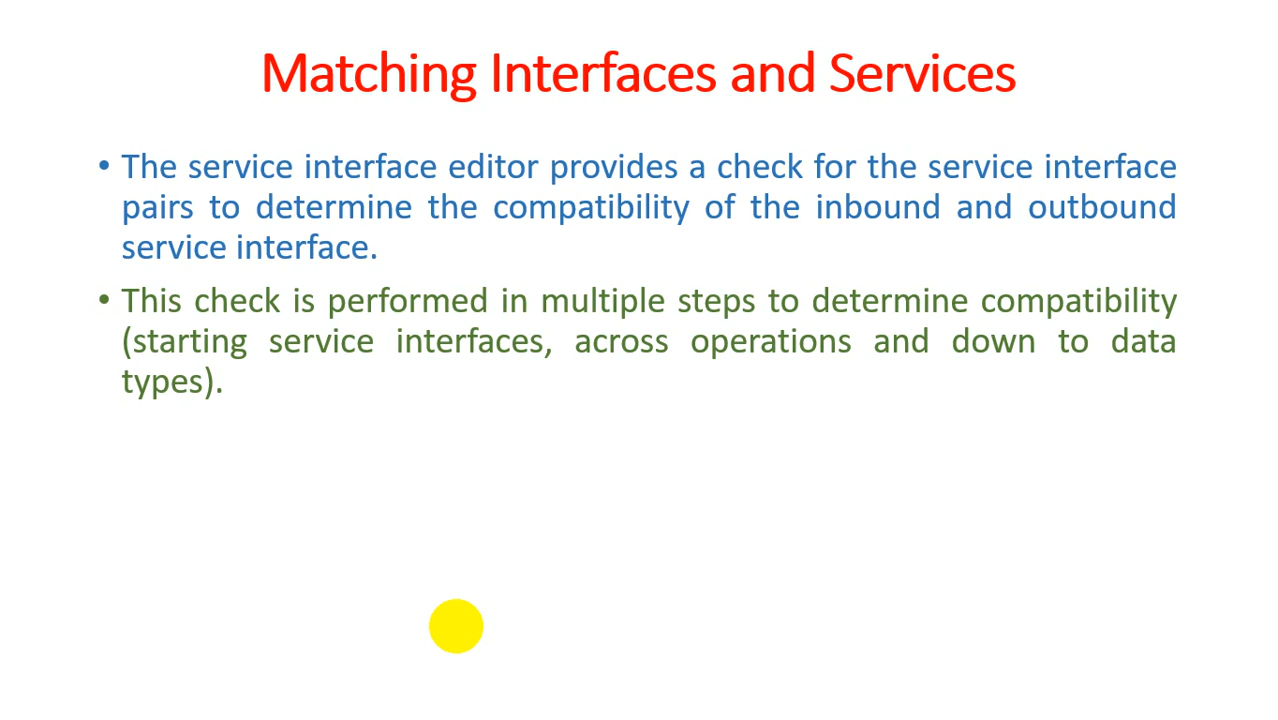 Matching Interfaces and Services
• The service interface editor provides a check for the service interface
pairs to determine the compatibility of the inbound and outbound
service interface.
• This check is performed in multiple steps to determine compatibility
(starting service interfaces, across operations and down to data
types).